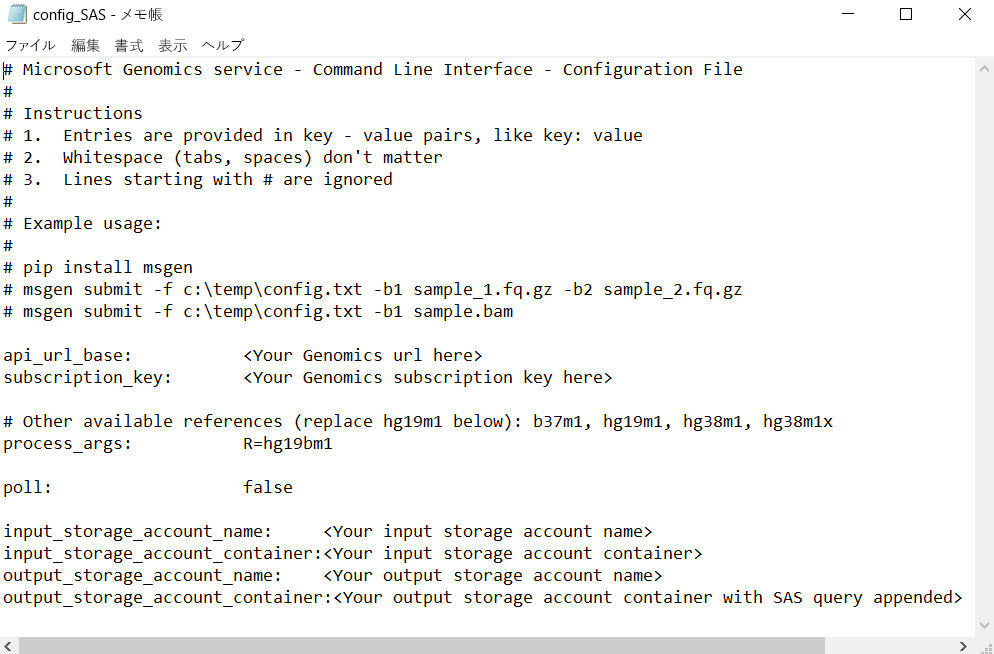 config_SAS - メモ帳
ファイル 編集 書式 表示 ヘルプ
# Microsoft Genomics service - Command Line Interface - Configuration File
#
# Instructions
# 1.  Entries are provided in key - value pairs, like key: value
# 2.  Whitespace (tabs, spaces) don't matter
# 3.  Lines starting with # are ignored
#
# Example usage:
#
# pip install msgen
# msgen submit -f c:\temp\config.txt -b1 sample_1.fq.gz -b2 sample_2.fq.gz
# msgen submit -f c:\temp\config.txt -b1 sample.bam
api_url_base:           <Your Genomics url here>
subscription_key:       <Your Genomics subscription key here>
# Other available references (replace hg19m1 below): b37m1, hg19m1, hg38m1, hg38m1x
process_args:           R=hg19bm1
poll:                   false
input_storage_account_name:     <Your input storage account name>
input_storage_account_container:<Your input storage account container>
output_storage_account_name:    <Your output storage account name>
output_storage_account_container:<Your output storage account container with SAS query appended>